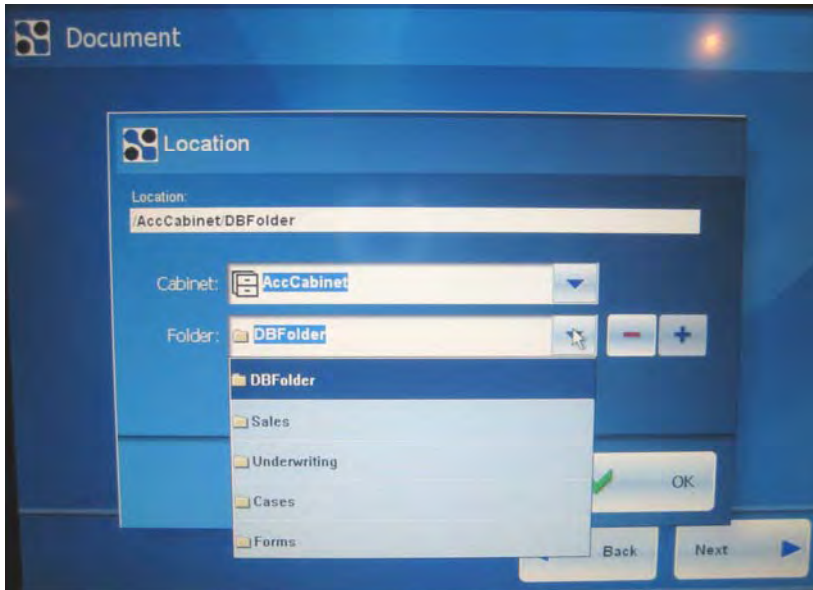 Document
Location
Location:
/AccCabinet/DBFolder
Cabinet: AccCabinet
Folder: DBFolder
DBFolder
Sales
Underwriting
Cases
Forms
OK
Back
Next